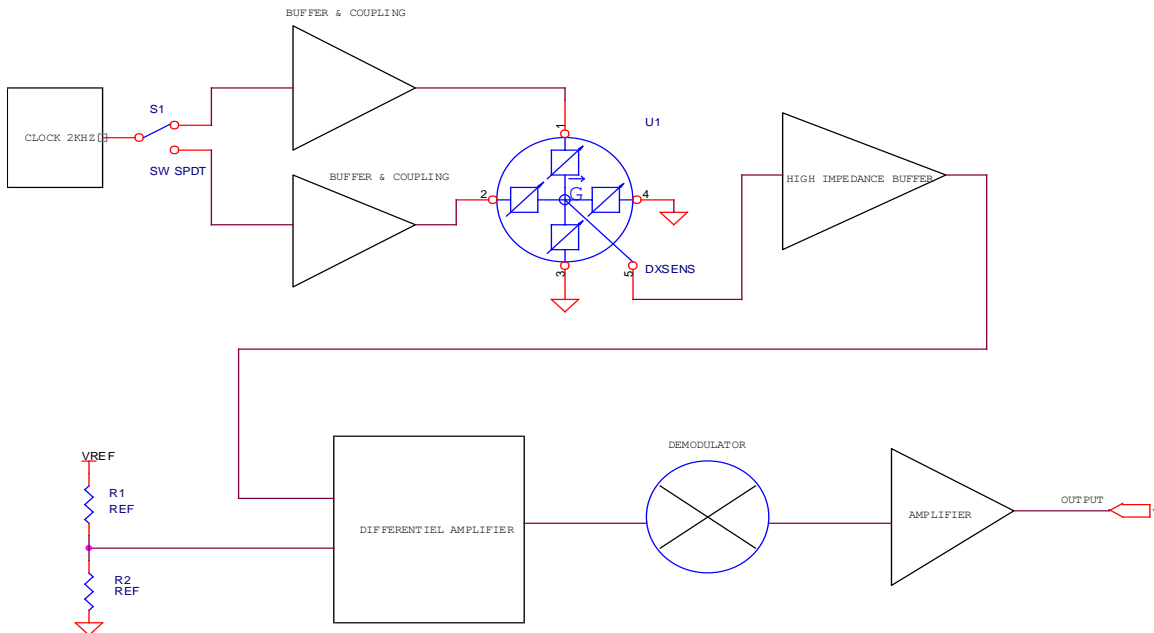 BUFFER & COUPLING
S1
CLOCK 2KHZ
SW SPDT
BUFFER & COUPLING
U1
1
2
G
4
3
5
DXSENS
HIGH IMPEDANCE BUFFER
VREF
R1
REF
R2
REF
DIFFERENTIEL AMPLIFIER
DEMODULATOR
AMPLIFIER
OUTPUT